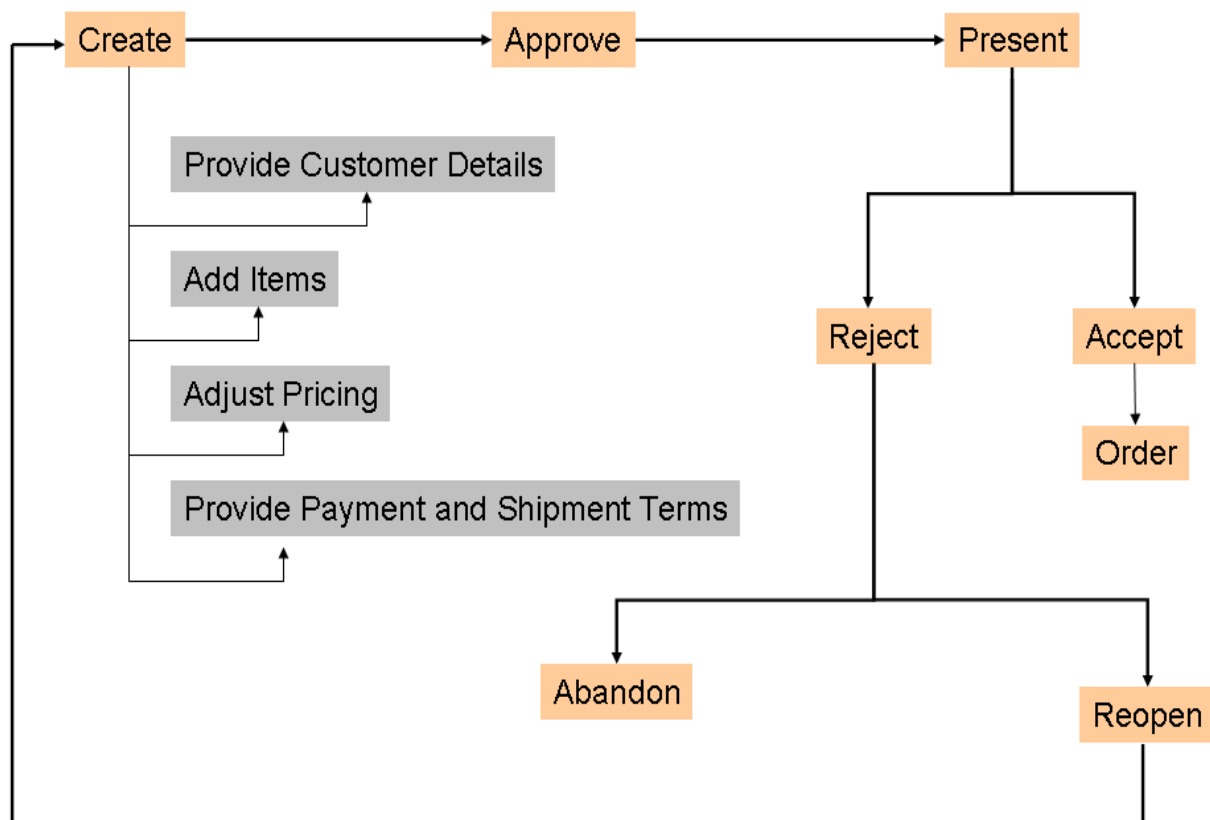 Create
Approve
Present
Provide Customer Details
Add Items
Reject
Accept
Adjust Pricing
Order
Provide Payment and Shipment Terms
Abandon
Reopen